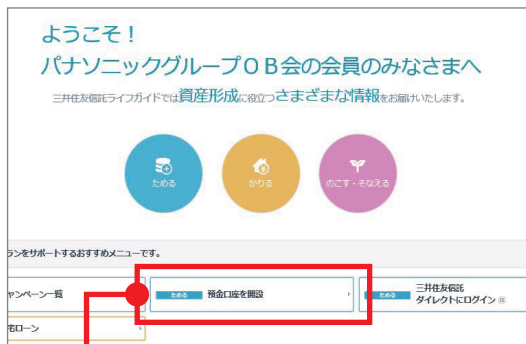 ようこそ！
パナソニックグループOB会の会員のみなさまへ
三井住友信託ライフガイドでは資産形成に役立つさまざまな情報をお届けいたします。
ためる
かりる
のこす・そなえる
ランをサポートするおすすめメニューです。
ャンペーン一覧
ためる 預金口座を開設
ためる 三井住友信託
ダイレクトにログイン
宅ローン